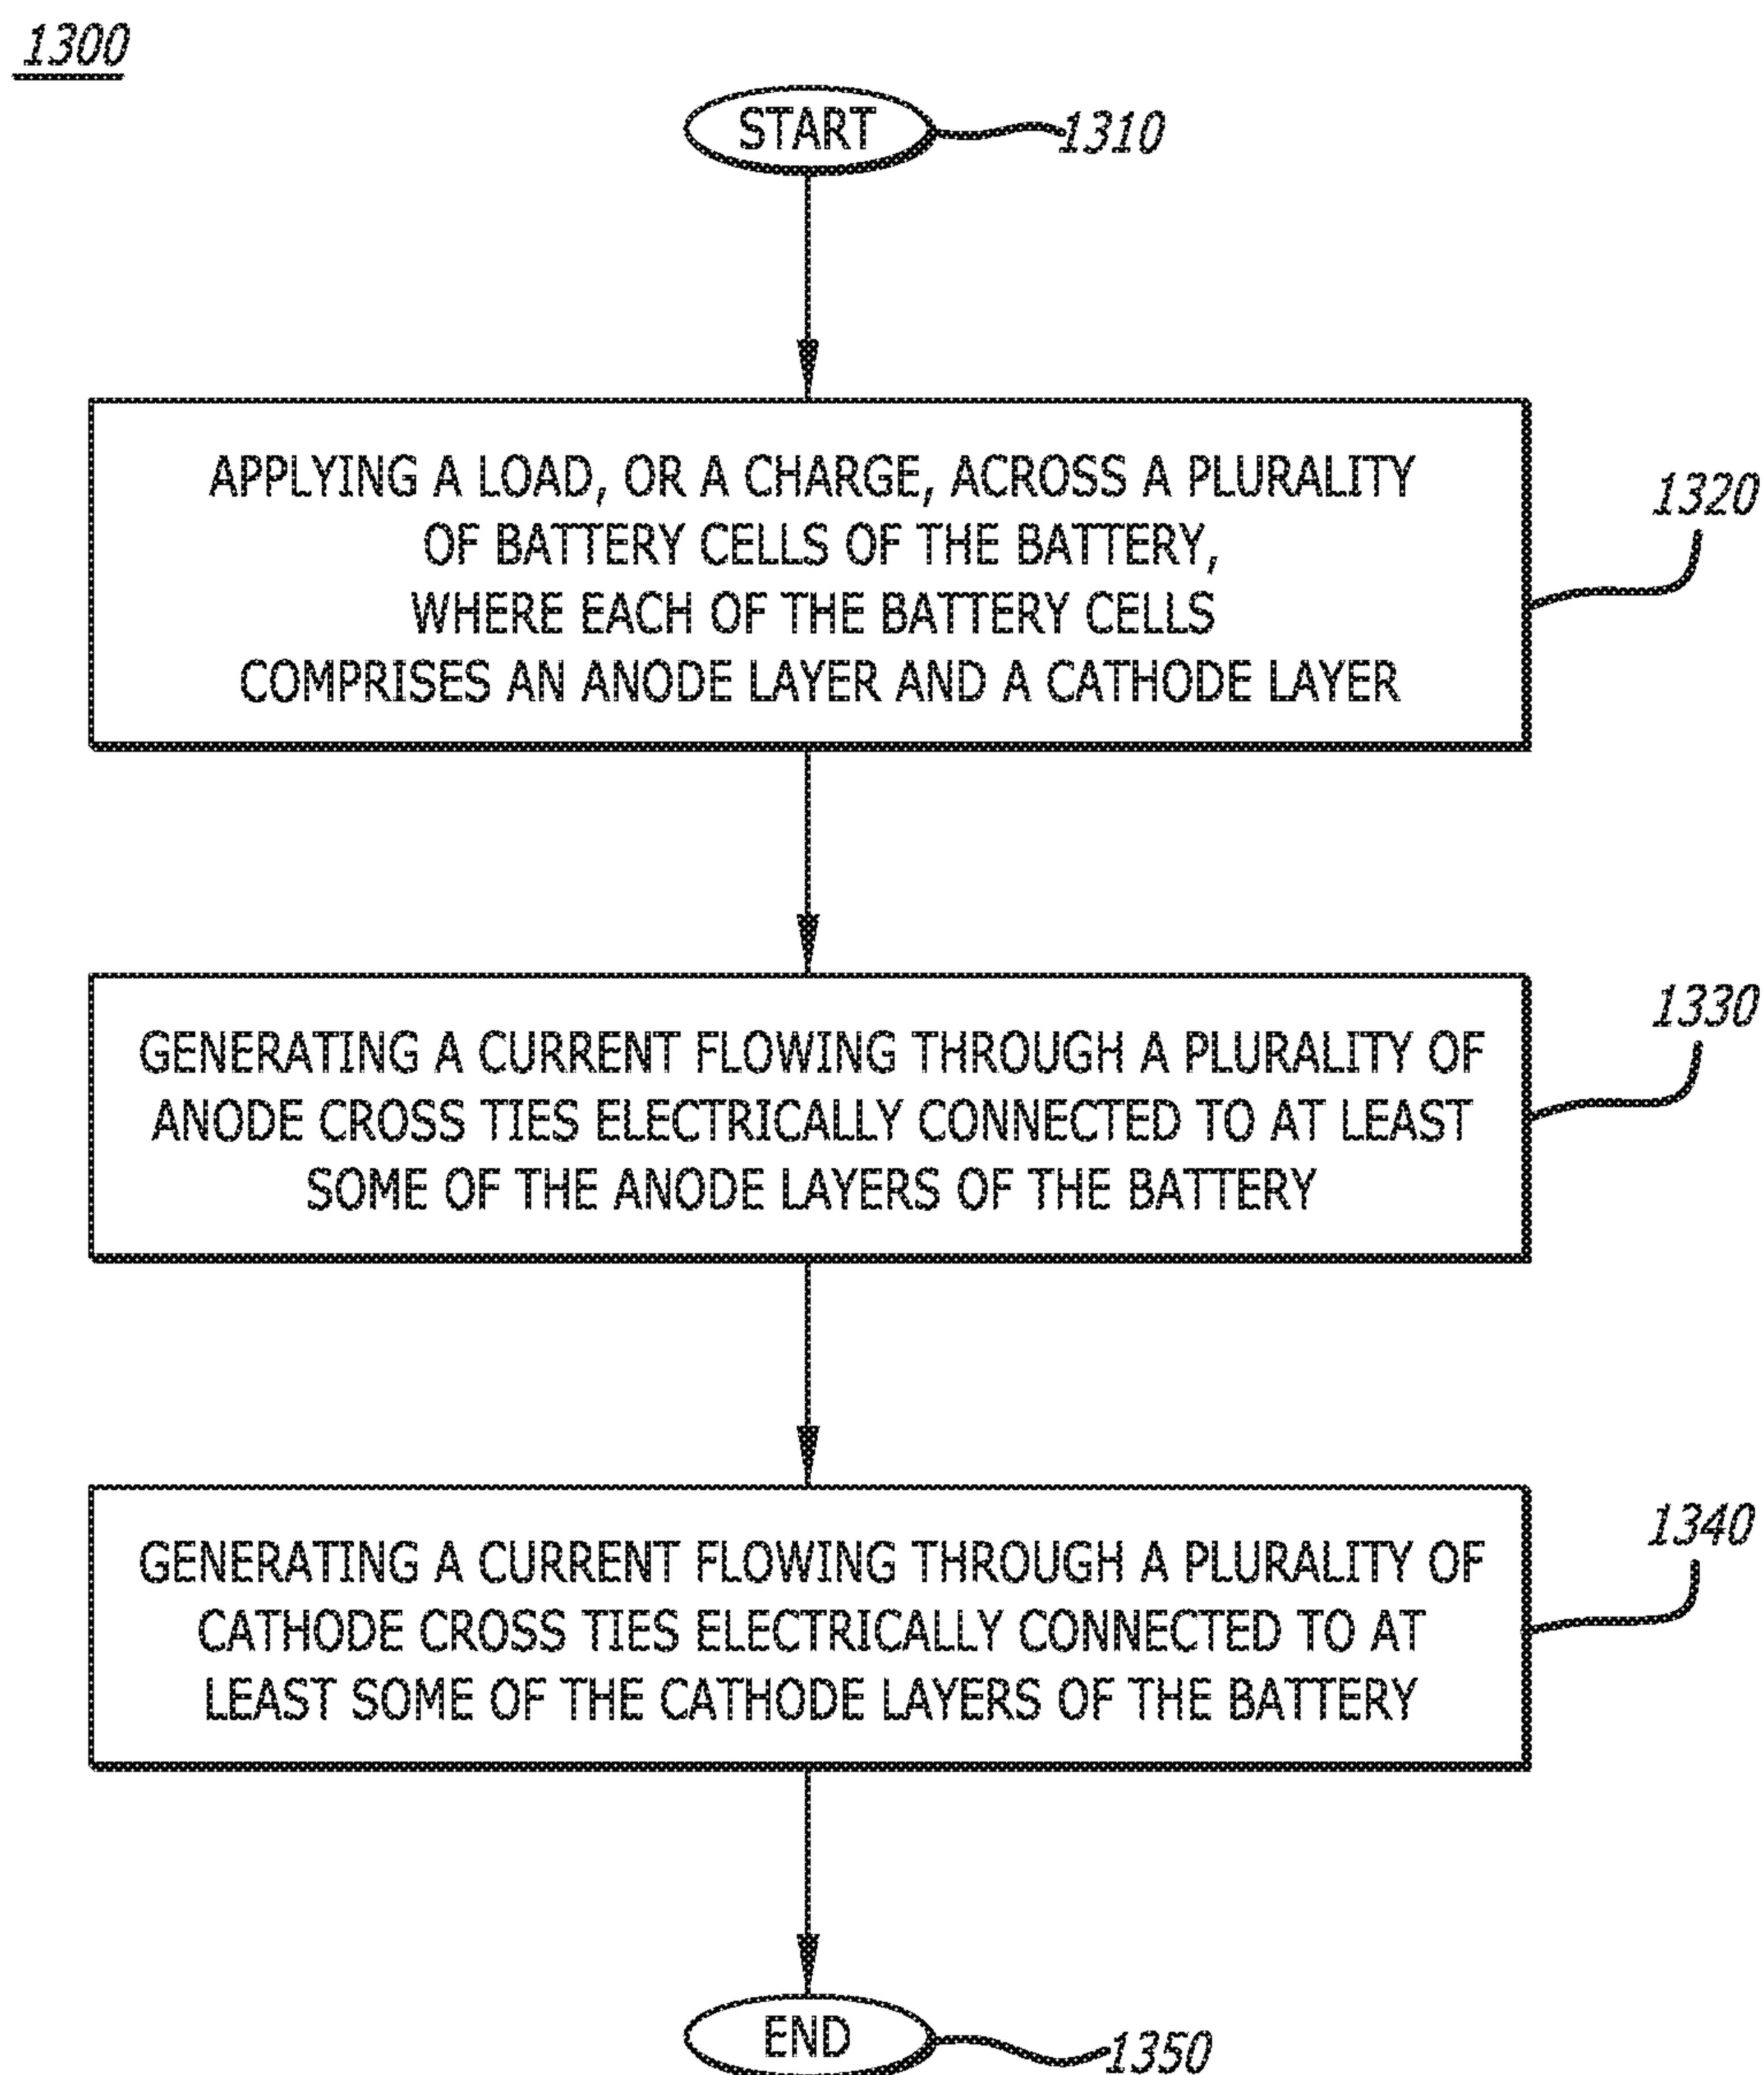 1300
START
1310
APPLYING A LOAD, OR A CHARGE, ACROSS A PLURALITY
OF BATTERY CELLS OF THE BATTERY,
WHERE EACH OF THE BATTERY CELLS
COMPRISES AN ANODE LAYER AND A CATHODE LAYER
1320
GENERATING A CURRENT FLOWING THROUGH A PLURALITY OF
ANODE CROSS TIES ELECTRICALLY CONNECTED TO AT LEAST
SOME OF THE ANODE LAYERS OF THE BATTERY
1330
GENERATING A CURRENT FLOWING THROUGH A PLURALITY OF
CATHODE CROSS TIES ELECTRICALLY CONNECTED TO AT
LEAST SOME OF THE CATHODE LAYERS OF THE BATTERY
1340
END
1350